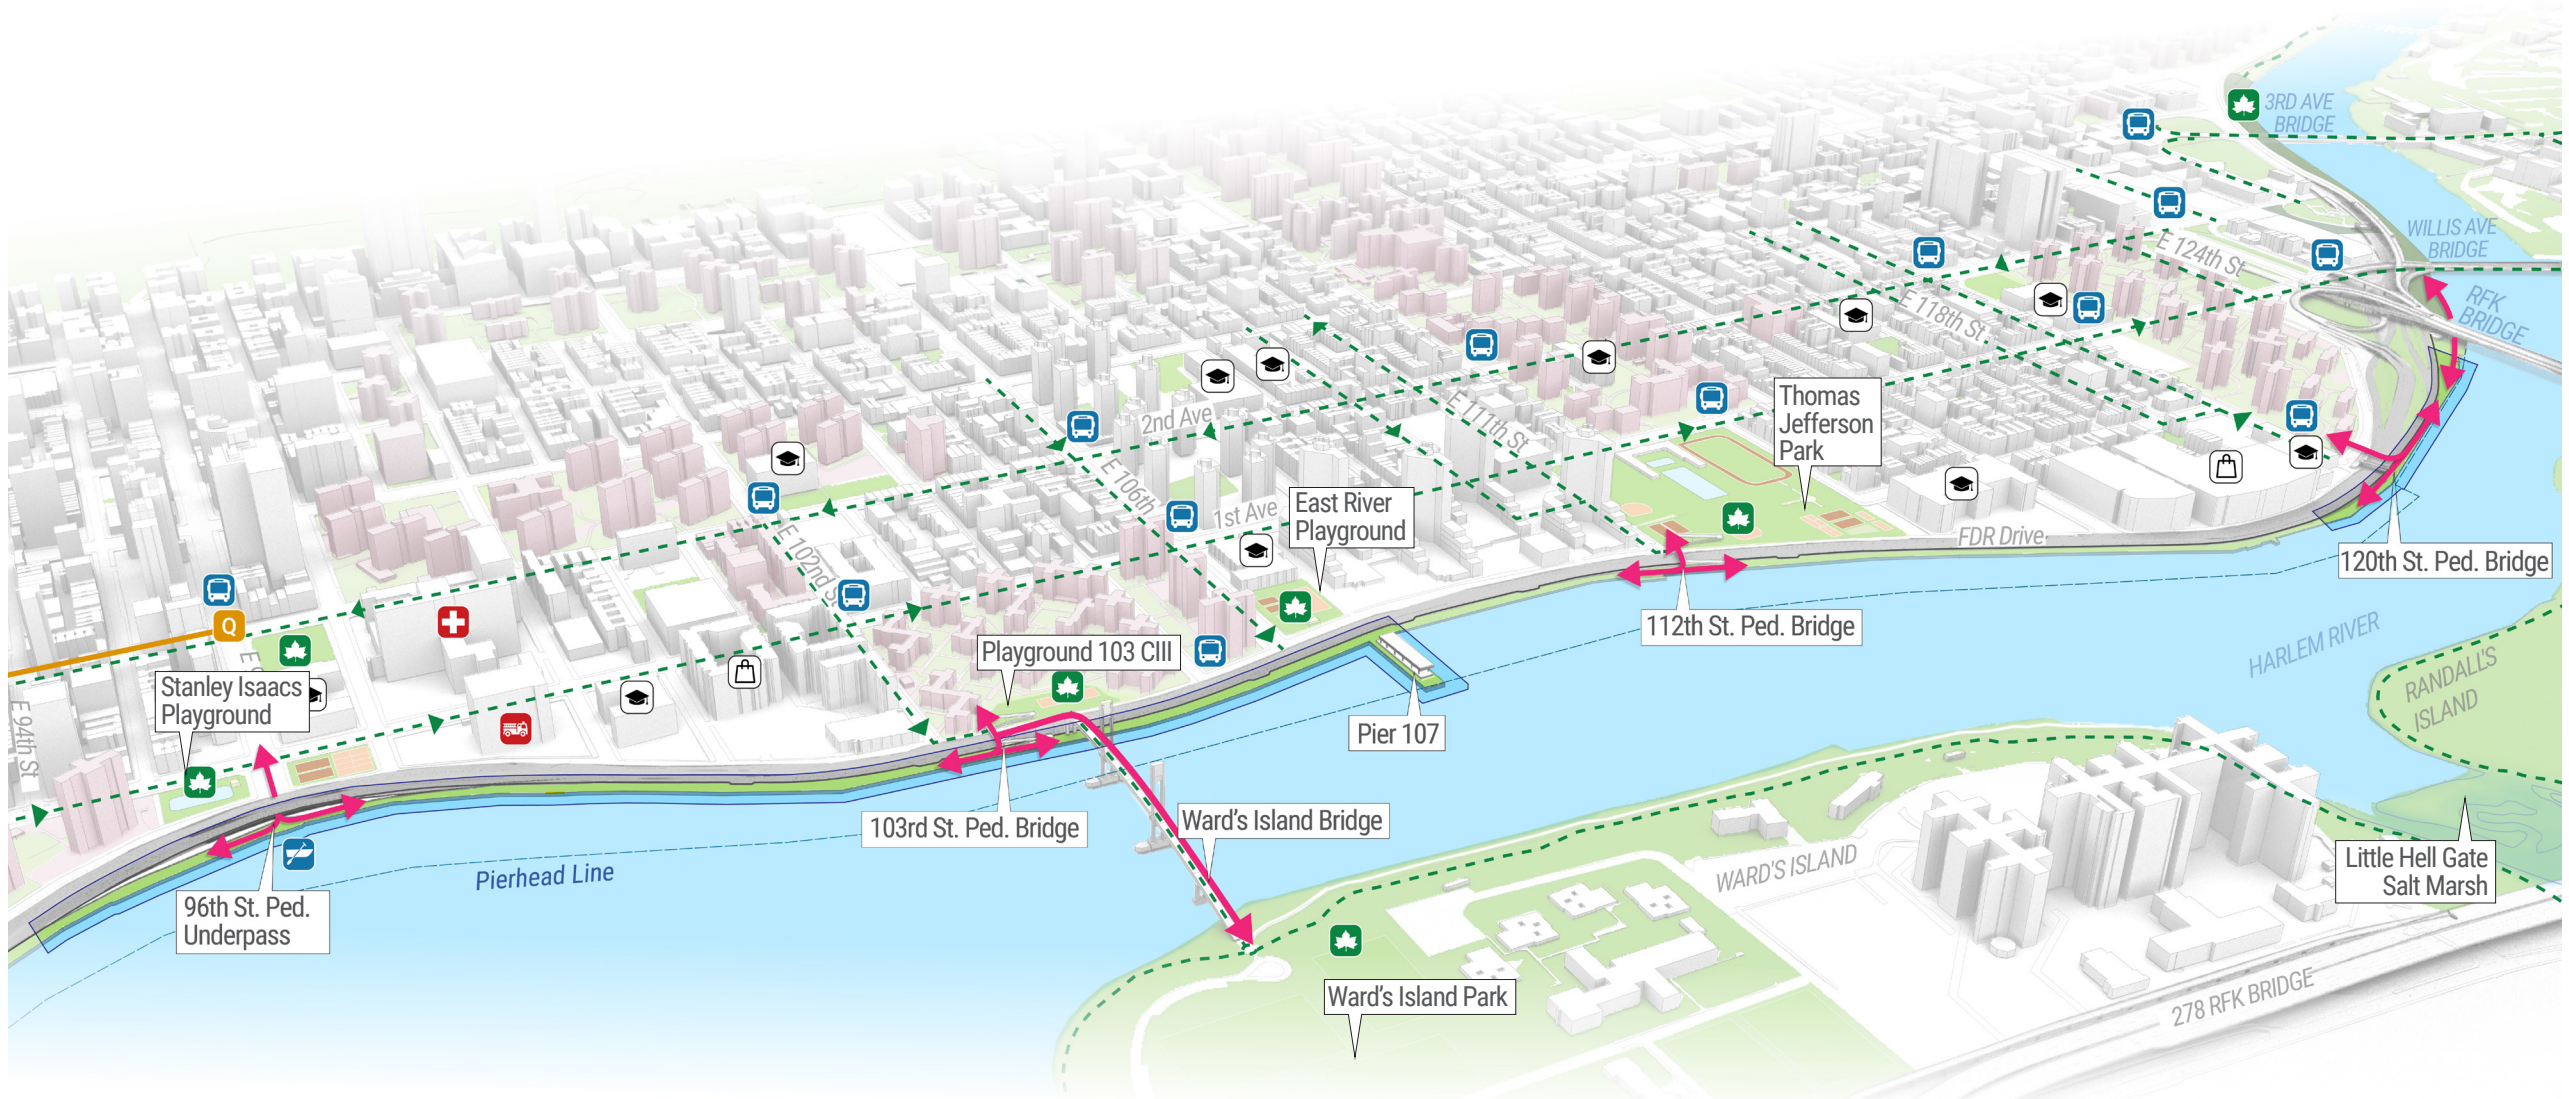 3RD AVE
BRIDGE
WILLIS AVE
BRIDGE
RFK
BRIDGE
E 124th St
E 118th St
E 111th St
2nd Ave
E 106th
1st Ave
E 102nd St
Thomas
Jefferson
Park
East River
Playground
FDR Drive
120th St. Ped. Bridge
112th St. Ped. Bridge
Q
Playground 103 CIII
Stanley Isaacs
Playground
E 94th St
HARLEM RIVER
RANDALL'S
ISLAND
Pier 107
103rd St. Ped. Bridge
Ward's Island Bridge
Pierhead Line
96th St. Ped.
Underpass
WARD'S ISLAND
Little Hell Gate
Salt Marsh
Ward's Island Park
278 RFK BRIDGE